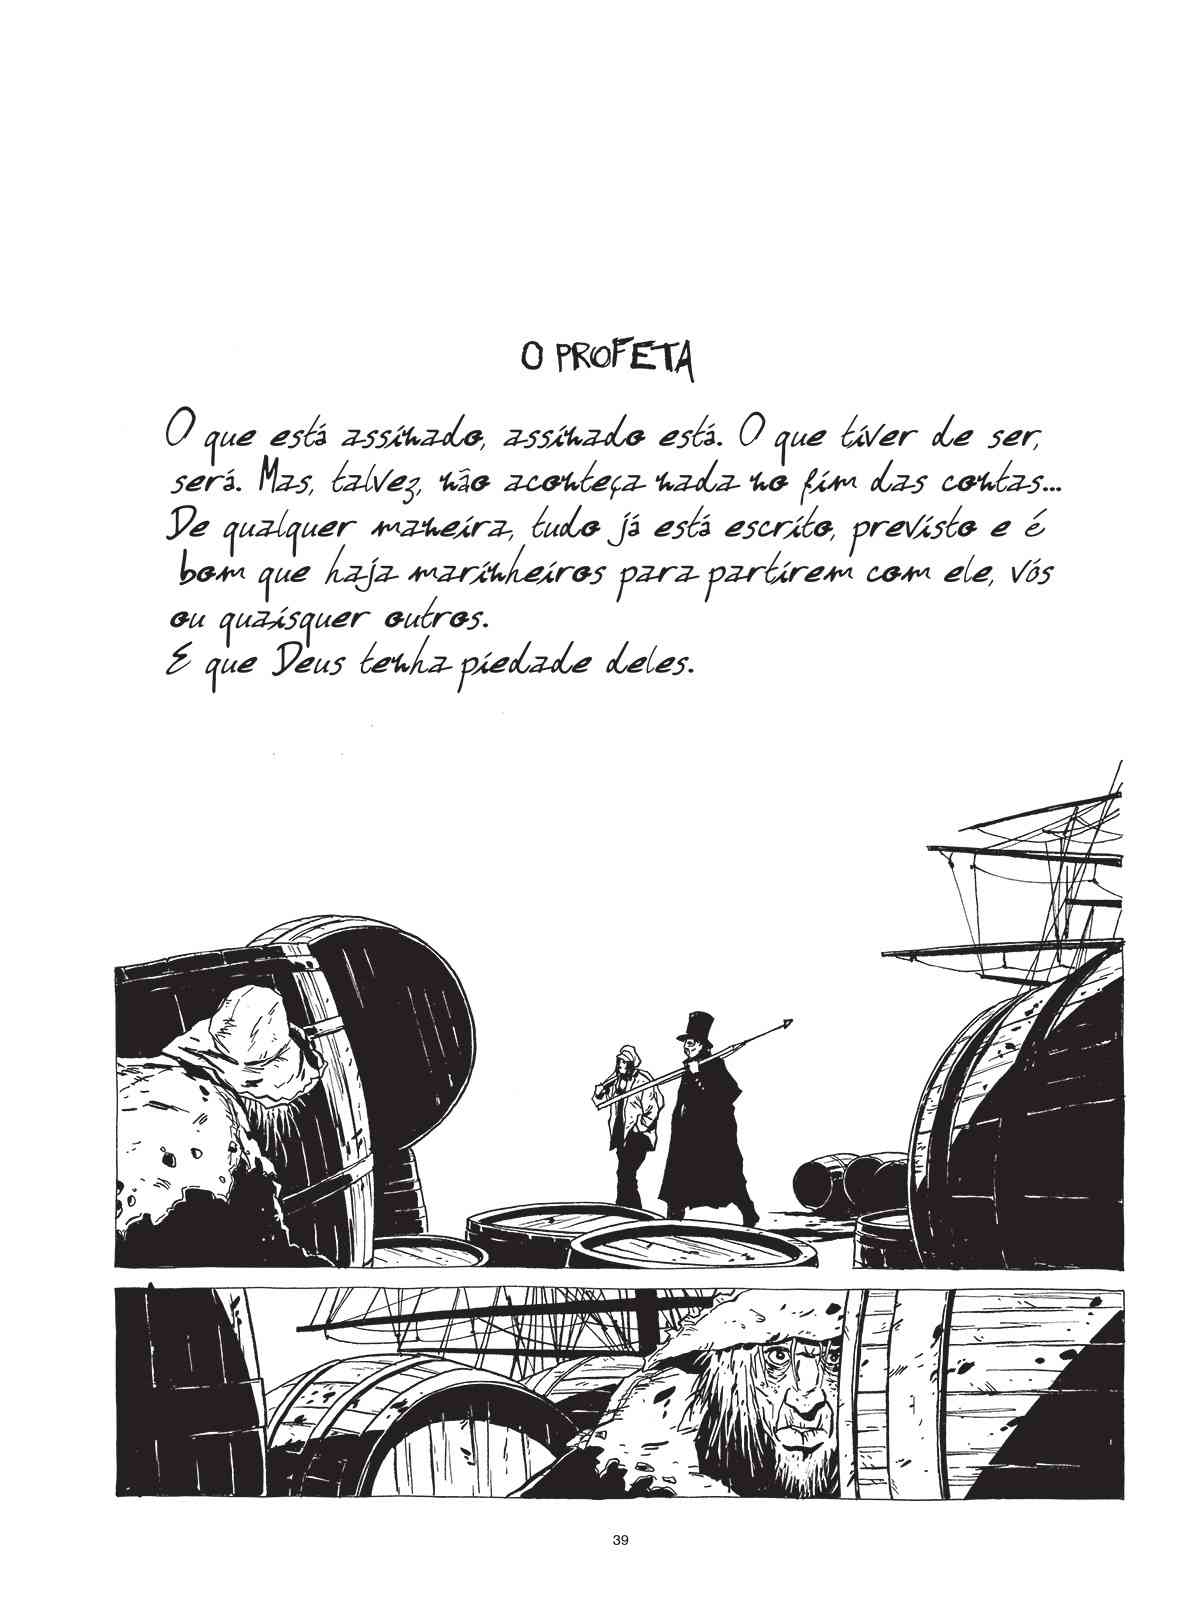 O PROFETA
O que está assinado, assinado está. O que tiver de ser,
será. Mas, talvez, não aconteça nada no fim das contas...
De qualquer maneira, tudo já está escrito, previsto e é
bom que haja marinheiros para partirem com ele, vós
ou quaisquer outros.
E que Deus tenha piedade deles.
39